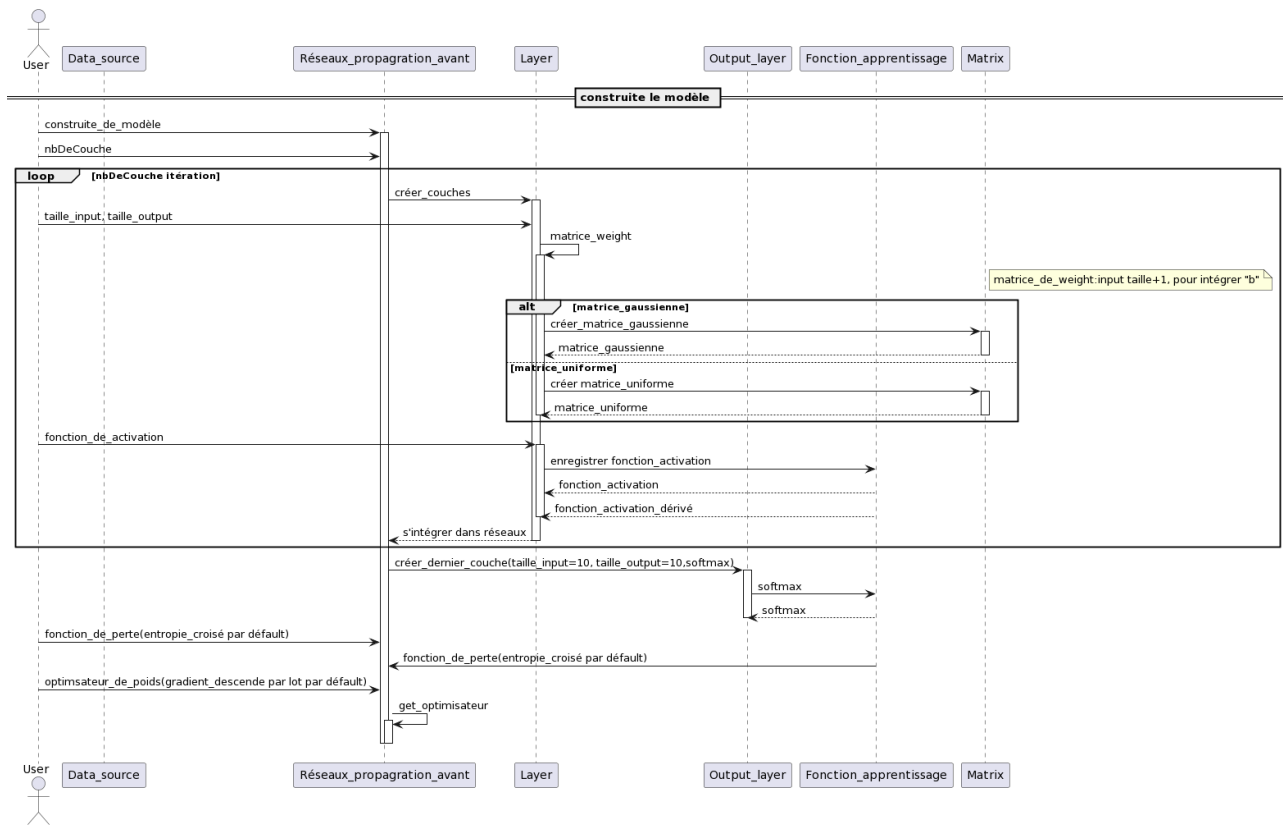 User
Data_source
Réseaux_propagration_avant
Layer
Output_layer
Fonction_apprentissage
Matrix
construite le modèle
construite_de_modèle
nbDeCouche
loop
[nbDeCouche itération]
créer_couches
taille_input, taille_output
matrice_weight
matrice_de_weight:input taille+1, pour intégrer "b"
alt
[matrice_gaussienne]
créer_matrice_gaussienne
matrice_gaussienne
[matrice_uniforme]
créer matrice_uniforme
matrice_uniforme
fonction_de_activation
enregistrer fonction_activation
fonction_activation
fonction_activation_dérivé
s'intégrer dans réseaux
créer_dernier_couche(taille_input=10, taille_output=10,softmax)
softmax
softmax
fonction_de_perte(entropie_croisé par défault)
fonction_de_perte(entropie_croisé par défault)
optimsateur_de_poids(gradient_descende par lot par défault)
get_optimisateur
User
Data_source
Réseaux_propagration_avant
Layer
Output_layer
Fonction_apprentissage
Matrix